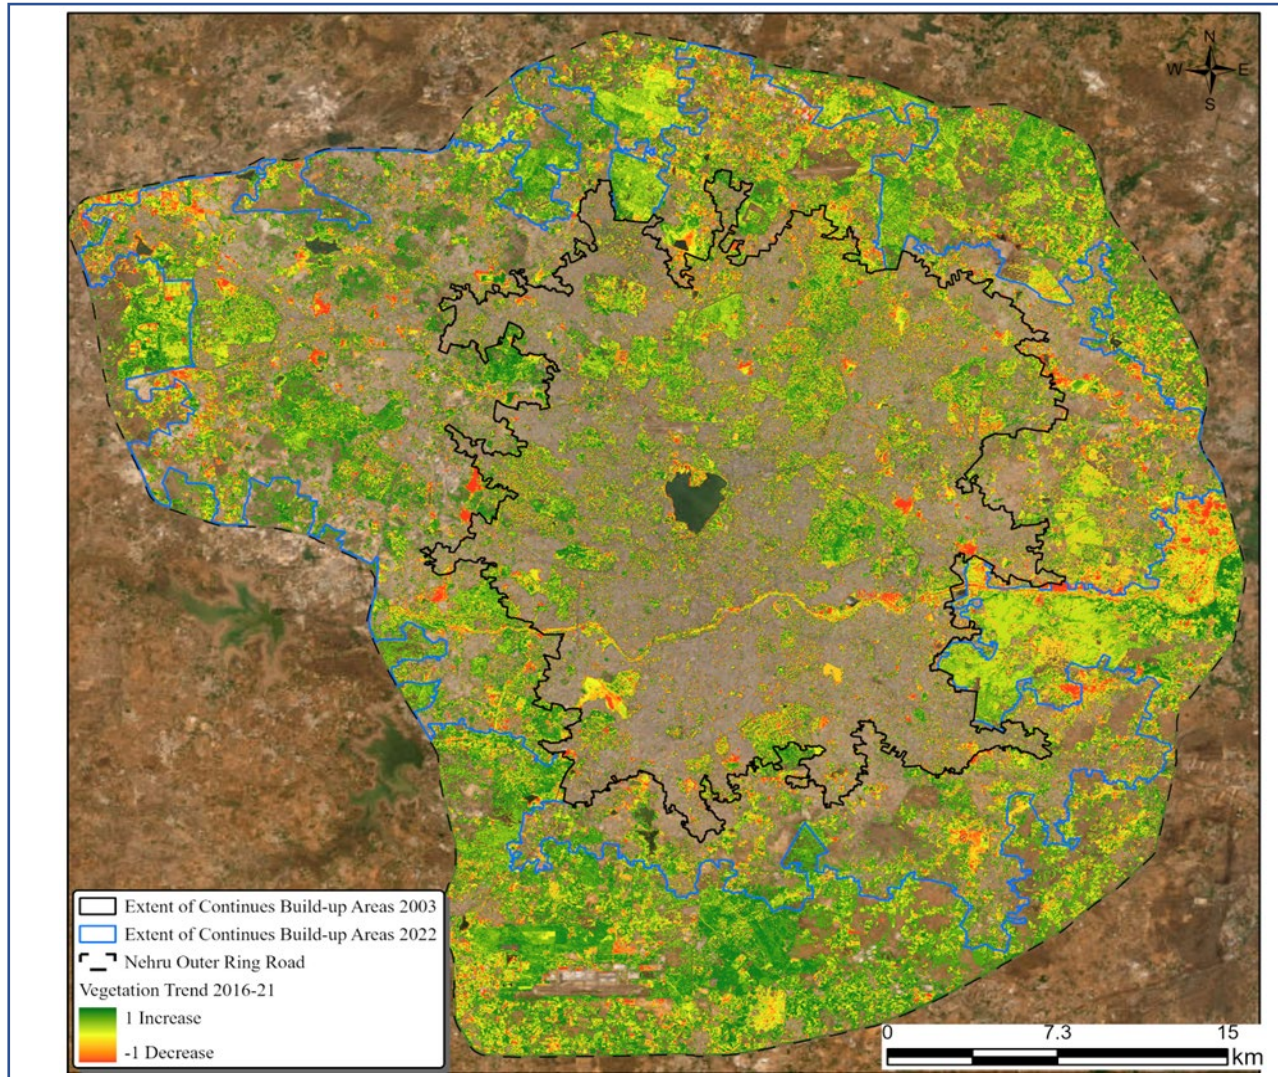 N
W E
S
Extent of Continues Build-up Areas 2003
Extent of Continues Build-up Areas 2022
Nehru Outer Ring Road
Vegetation Trend 2016-21
1 Increase
-1 Decrease
0 7.3 15
km